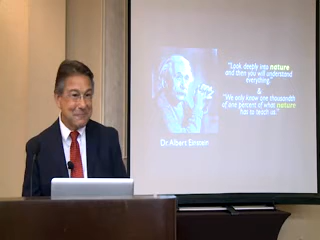 "Look deeply into nature
and then you will understand
everything."
&
"We only know one thousandth
of one percent of what nature
has to teach us."
Dr. Albert Einstein